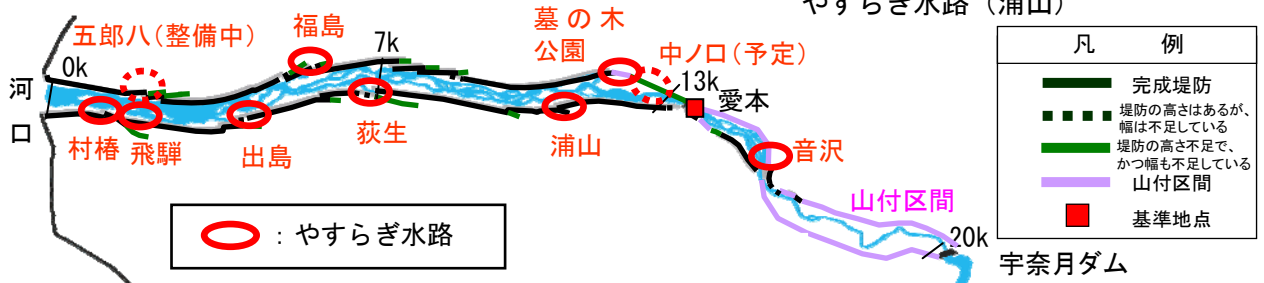 やすらぎ水路（浦山）
五郎八（整備中）
福島
7k
墓の木
公園
中ノ口（予定）
13k
愛本
0k
河
口
村椿
飛騨
出島
荻生
浦山
音沢
山付区間
20k
宇奈月ダム
：やすらぎ水路
凡 例
完成堤防
堤防の高さはあるが、
幅は不足している
堤防の高さ不足で、
かつ幅も不足している
山付区間
基準地点